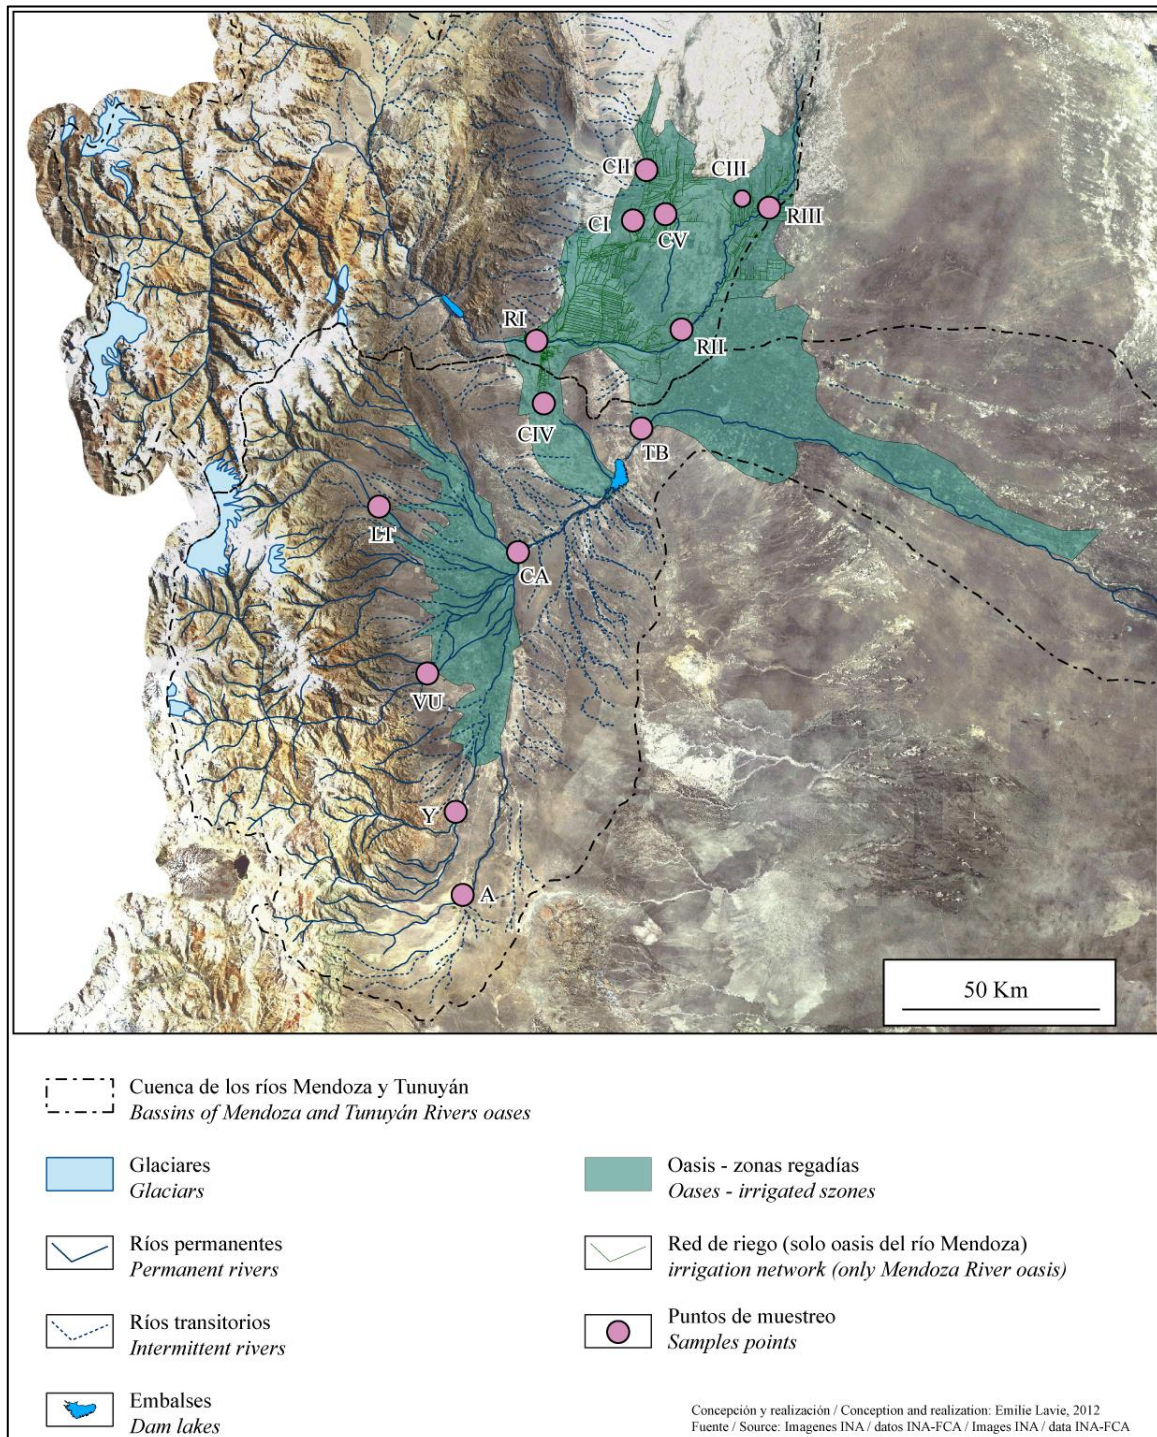 CII
CIII
CI
CV
RIII
RI
RII
CIV
TB
LT
CA
VU
Y
A
50 Km
Cuenca de los ríos Mendoza y Tunuyán
Bassins of Mendoza and Tunuyán Rivers oases
Glaciares
Glaciars
Ríos permanentes
Permanent rivers
Ríos transitorios
Intermittent rivers
Embalses
Dam lakes
Oasis - zonas regadías
Oases - irrigated szones
Red de riego (solo oasis del río Mendoza)
irrigation network (only Mendoza River oasis)
Puntos de muestreo
Samples points
Concepción y realización / Conception and realization: Emilie Lavie, 2012
Fuente / Source: Imagenes INA / datos INA-FCA / Images INA / data INA-FCA